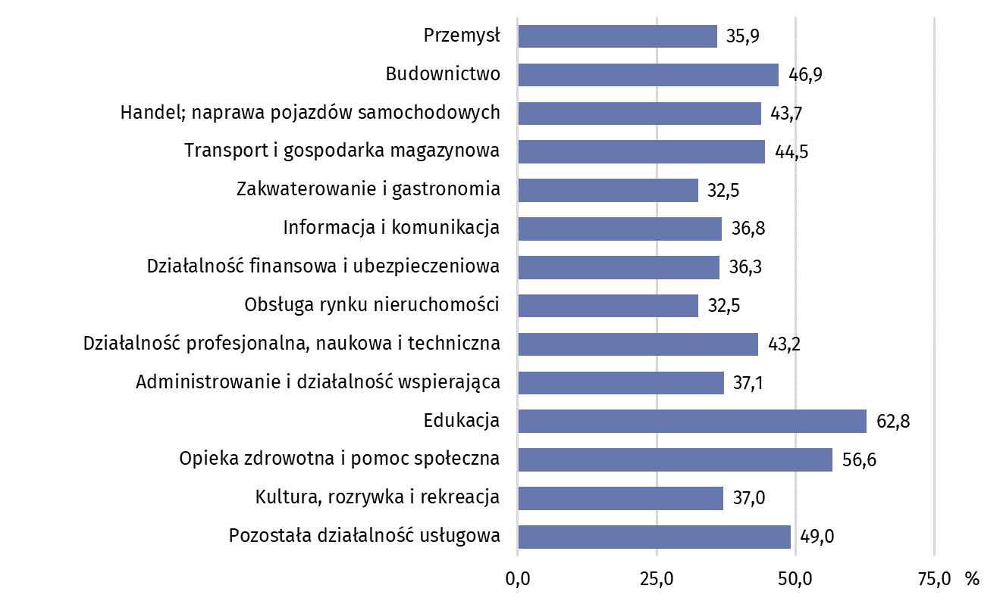 Przemysł 35,9
Budownictwo 46,9
Handel; naprawa pojazdów samochodowych 43,7
Transport i gospodarka magazynowa 44,5
Zakwaterowanie i gastronomia 32,5
Informacja i komunikacja 36,8
Działalność finansowa i ubezpieczeniowa 36,3
Obsługa rynku nieruchomości 32,5
Działalność profesjonalna, naukowa i techniczna 43,2
Administrowanie i działalność wspierająca 37,1
Edukacja 62,8
Opieka zdrowotna i pomoc społeczna 56,6
Kultura, rozrywka i rekreacja 37,0
Pozostała działalność usługowa 49,0
0,0 25,0 50,0 75,0 %